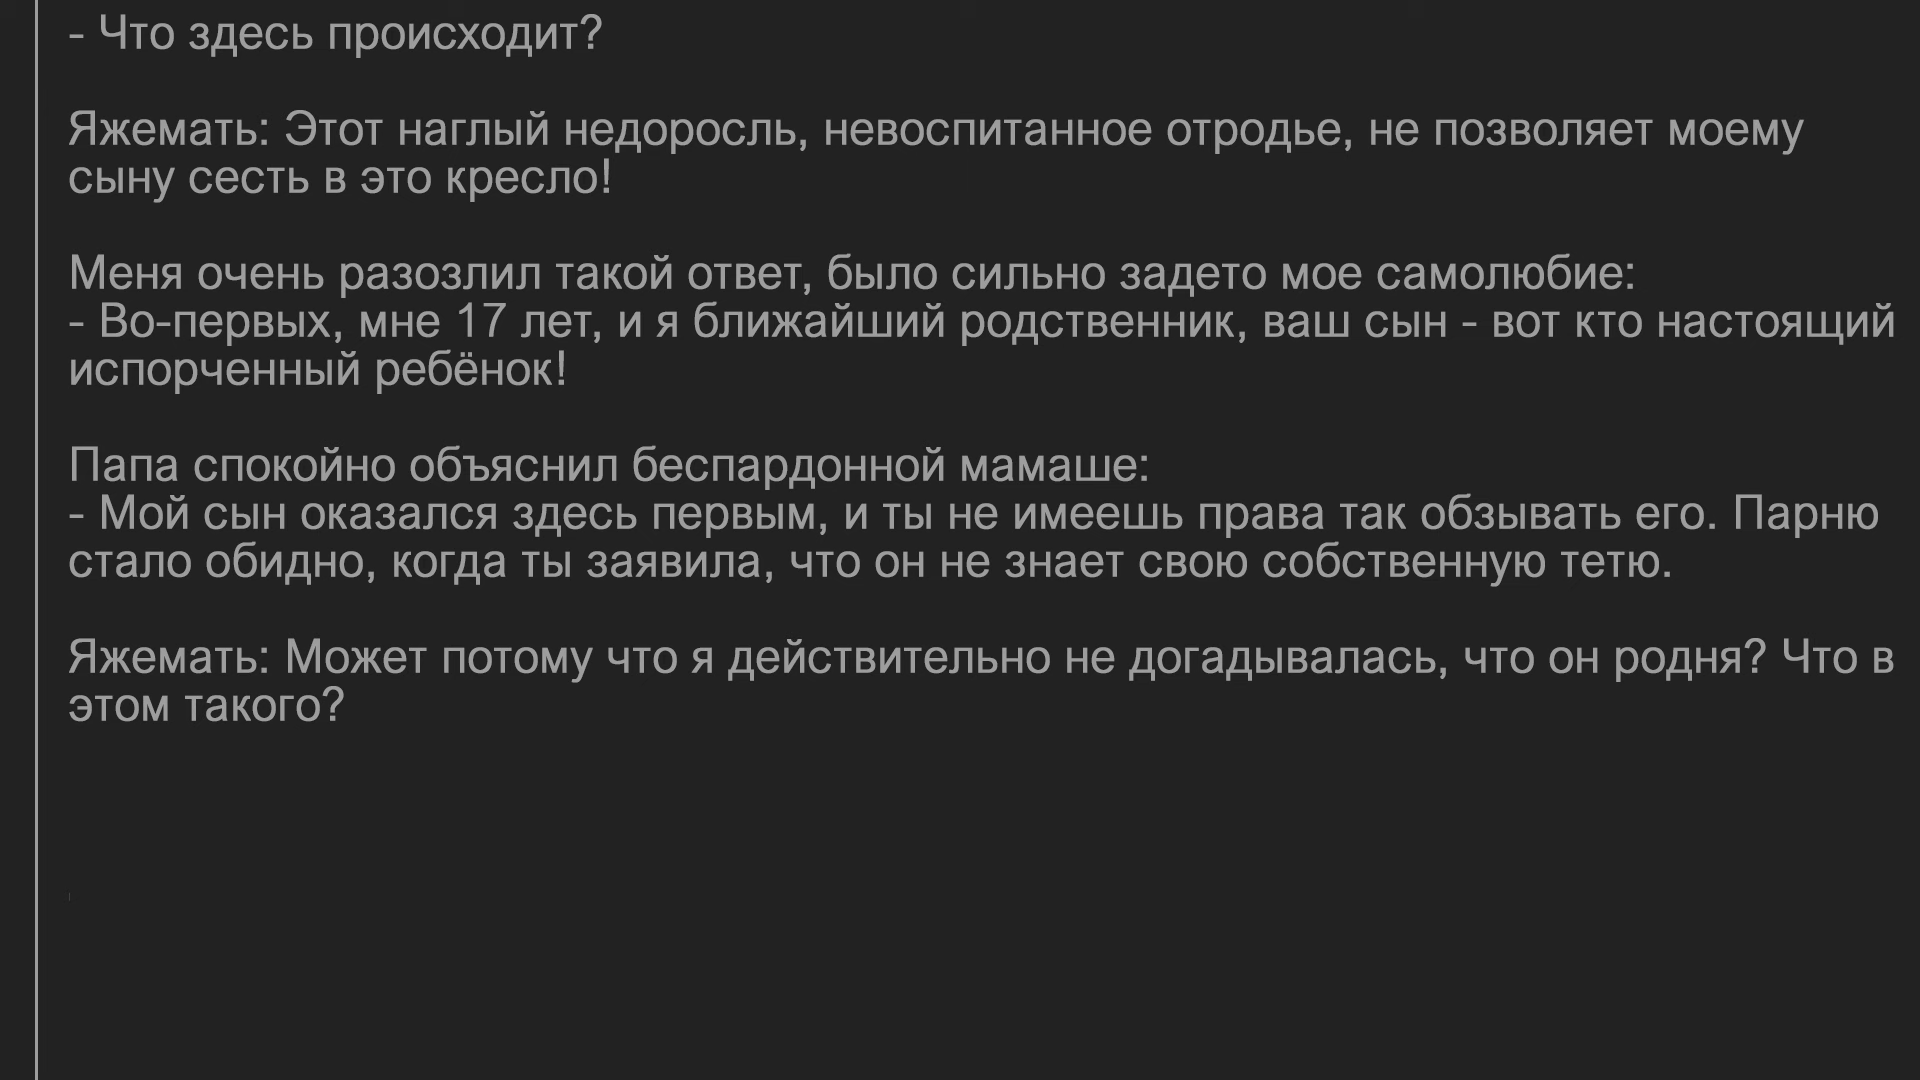 - Что здесь происходит?
Яжемать: Этот наглый недоросль, невоспитанное отродье, не позволяет моему
сыну сесть в это кресло!
Меня очень разозлил такой ответ, было сильно задето мое самолюбие:
- Во-первых, мне 17 лет, и я ближайший родственник, ваш сын - вот кто настоящий
испорченный ребёнок!
Папа спокойно объяснил беспардонной мамаше:
- Мой сын оказался здесь первым, и ты не имеешь права так обзывать его. Парню
стало обидно, когда ты заявила, что он не знает свою собственную тетю.
Яжемать: Может потому что я действительно не догадывалась, что он родня? Что в
этом такого?